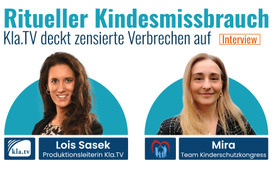 Ritueller Kindesmissbrauch
Kla.TV deckt zensierte Verbrechen auf Interview
Lois Sasek
Produktionsleiterin Kla.TV
kla.tv
Mira
Team Kinderschutzkongress